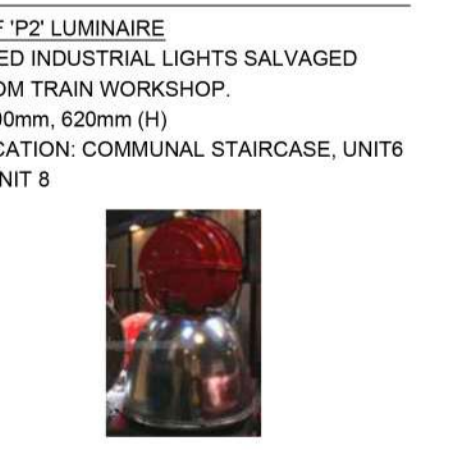 F 'P2' LUMINAIRE
ED INDUSTRIAL LIGHTS SALVAGED
OM TRAIN WORKSHOP.
00mm, 620mm (H)
CATION: COMMUNAL STAIRCASE, UNIT6
NIT 8